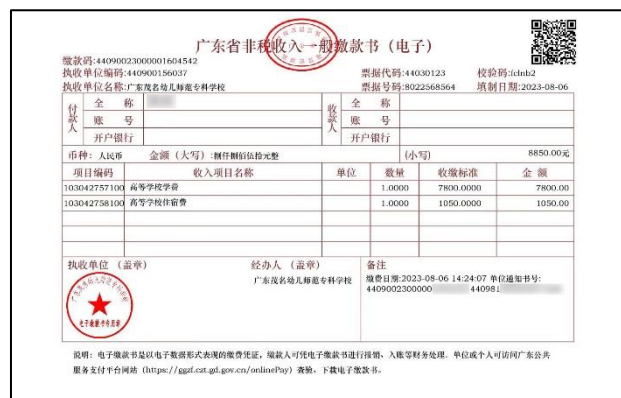 广东省非税收入一般缴款书（电子）
缴款码:44090023000001604542
执收单位编码:440900156037
票据代码:44030123
校验码:fclnb2
执收单位名称:广东茂名幼儿师范专科学校
票据号码:8022568564
填制日期:2023-08-06
付款人
全 称
账 号
开户银行
收款人
全 称
账 号
开户银行
币种：人民币 金额（大写）:捌仟捌佰伍拾元整 (小写) 8850.00元
项目编码 收入项目名称 单位 数量 收缴标准 金 额
103042757100 高等学校学费 1.0000 7800.0000 7800.00
103042758100 高等学校住宿费 1.0000 1050.0000 1050.00
执收单位（盖章）
电子缴款书专用章
经办人（盖章）
广东茂名幼儿师范专科学校
备注
缴费日期:2023-08-06 14:24:07 单位通知书号:
4409002300000 440981
说明：电子缴款书是以电子数据形式表现的缴费凭证，缴款人可凭电子缴款书进行报销、入账等财务处理。单位或个人可访问广东公共
服务支付平台网站（https://ggzf.czt.gd.gov.cn/onlinePay）查验、下载电子缴款书。